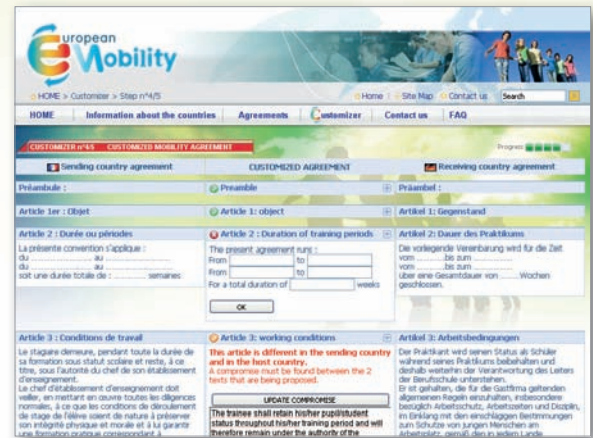 uropean
Mobility
HOME > Customizer > Step n°4/5
Home
Site Map
Contact us
Search
HOME
Information about the countries
Agreements
Customizer
Contact us
FAQ
CUSTOMIZER n°4/5 CUSTOMIZED MOBILITY AGREEMENT
Progress
Sending country agreement
CUSTOMIZED AGREEMENT
Receiving country agreement
Préambule :
Preamble
Präambel :
Article 1er : Objet
Article 1: object
Artikel 1: Gegenstand
Article 2 : Durée ou périodes
Article 2 : Duration of training periods
Artikel 2: Dauer des Praktikums
La présente convention s'applique :
du .................. au ..................
du .................. au ..................
soit une durée totale de : .......... semaines
The present agreement runs :
From to
From to
For a total duration of weeks
OK
Die vorliegende Vereinbarung wird für die Zeit
vom ..........bis zum ..........
vom ..........bis zum ..........
über eine Gesamtdauer von ...... Wochen
geschlossen.
Article 3 : Conditions de travail
Article 3: working conditions
Artikel 3: Arbeitsbedingungen
Le stagiaire demeure, pendant toute la durée de
sa formation sous statut scolaire et reste, à ce
titre, sous l'autorité du chef de son établissement
d'enseignement.
Le chef d'établissement d'enseignement doit
veiller, en mettant en œuvre toutes les diligences
normales, à ce que les conditions de déroulement
de stage de l'élève soient de nature à préserver
son intégrité physique et morale et à lui garantir
une formation pratique correspondant à
This article is different in the sending country
and in the host country.
A compromise must be found between the 2
texts that are being proposed.
UPDATE COMPROMISE
The trainee shall retain his/her pupil/student
status throughout his/her training period and will
therefore remain under the authority of the
Der Praktikant wird seinen Status als Schüler
während seines Praktikums beibehalten und
deshalb weiterhin der Verantwortung des Leiters
der Berufsschule unterstehen.
Er ist gehalten, die für die Gastfirma geltenden
allgemeinen Regeln einzuhalten, insbesondere
bezüglich Arbeitsschutz, Arbeitszeiten und Disziplin,
im Einklang mit den einschlägigen Bestimmungen
zum Schutze von jungen Menschen am
Arbeitsplatz, gemäß den in jedem Lande